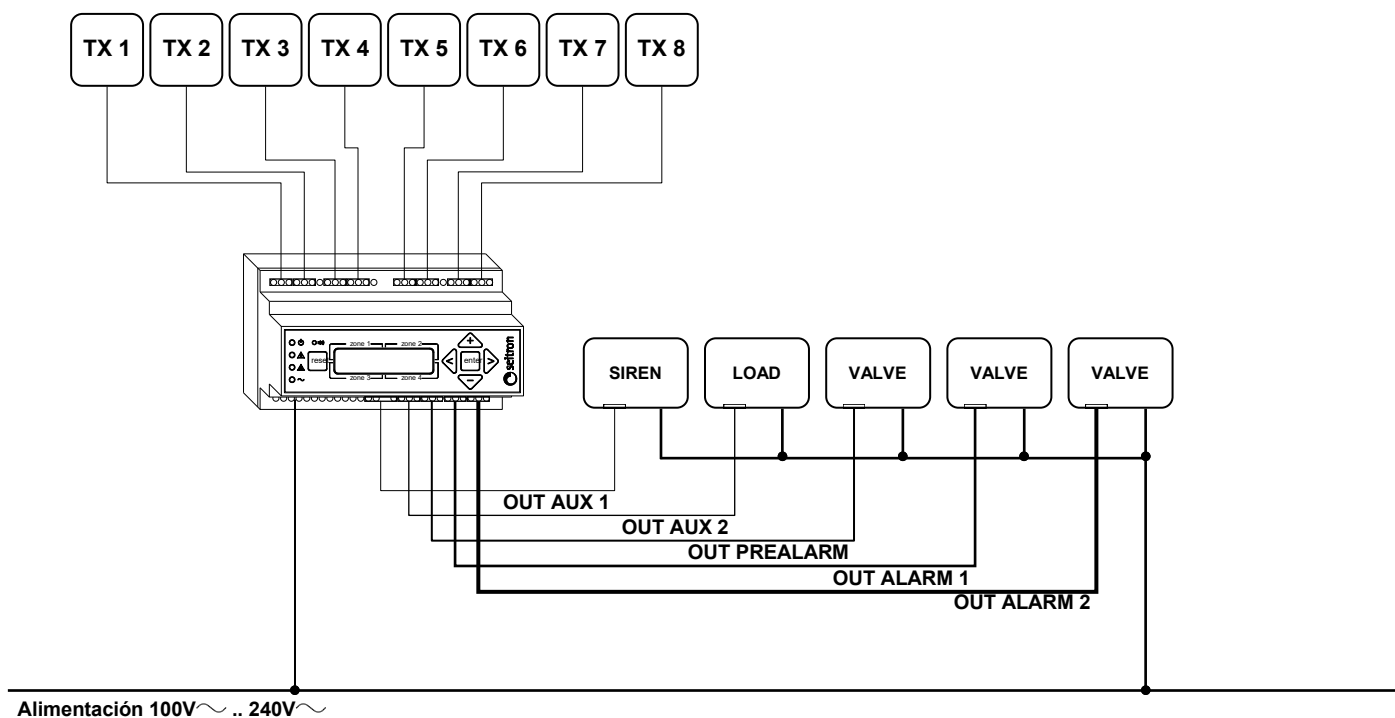 TX 1 TX 2 TX 3 TX 4 TX 5 TX 6 TX 7 TX 8
zone 1 zone 2
reset enter
zone 3 zone 4
seitron
SIREN LOAD VALVE VALVE VALVE
OUT AUX 1
OUT AUX 2
OUT PREALARM
OUT ALARM 1
OUT ALARM 2
Alimentación 100V~ .. 240V~